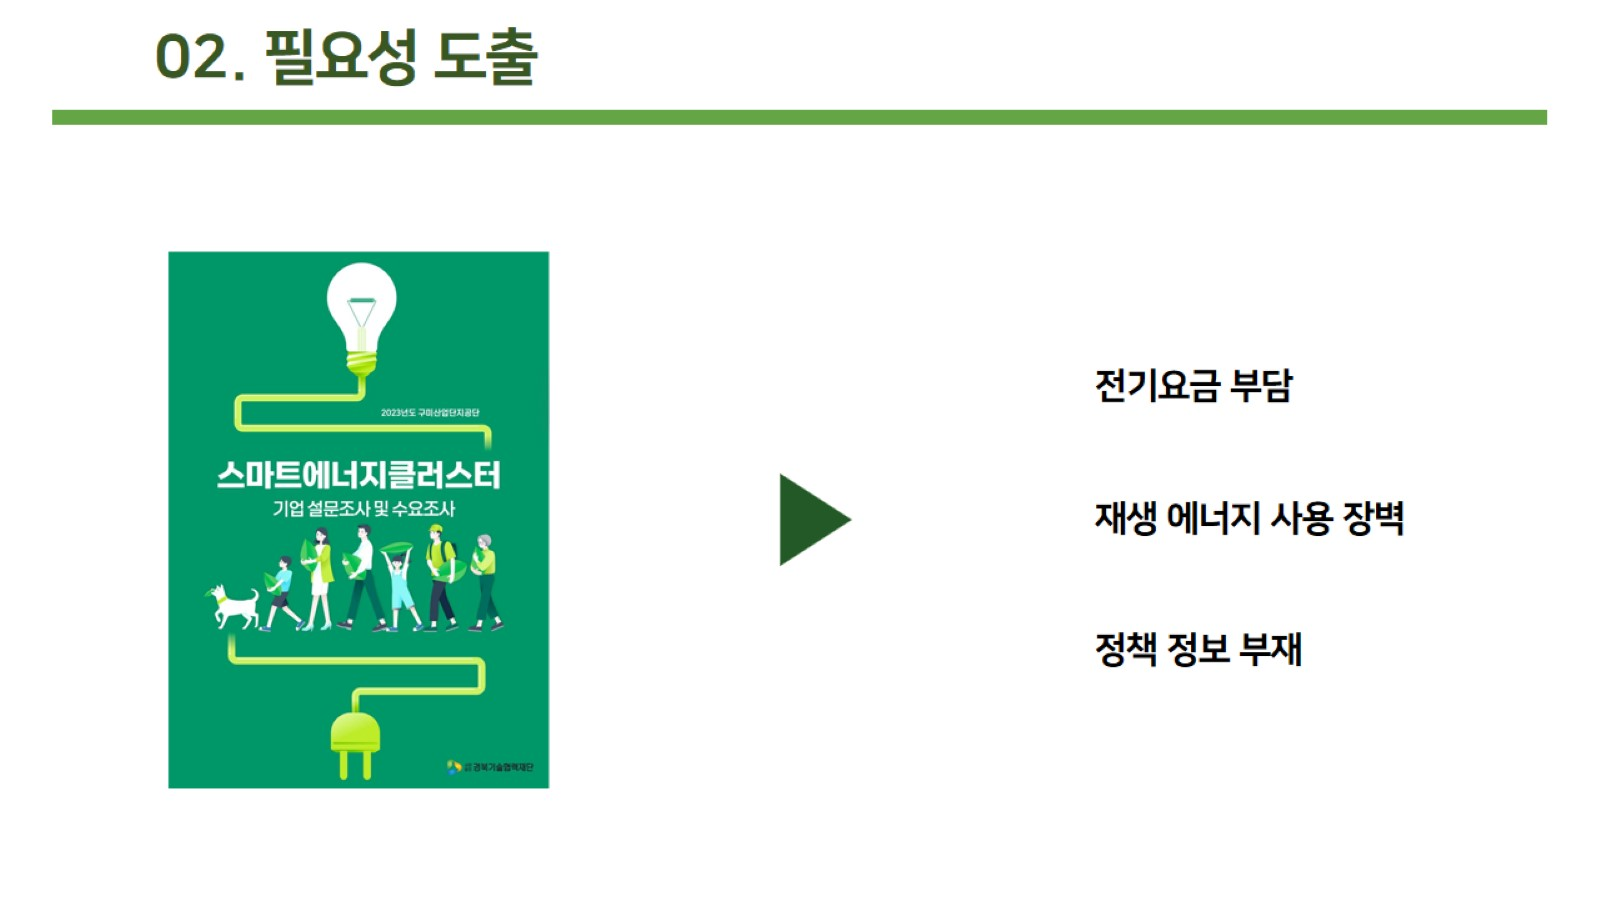 02. 필요성 도출
2023년도 구미산업단지공단
스마트에너지클러스터
기업 설문조사 및 수요조사
경북기술협력재단
전기요금 부담
재생 에너지 사용 장벽
정책 정보 부재